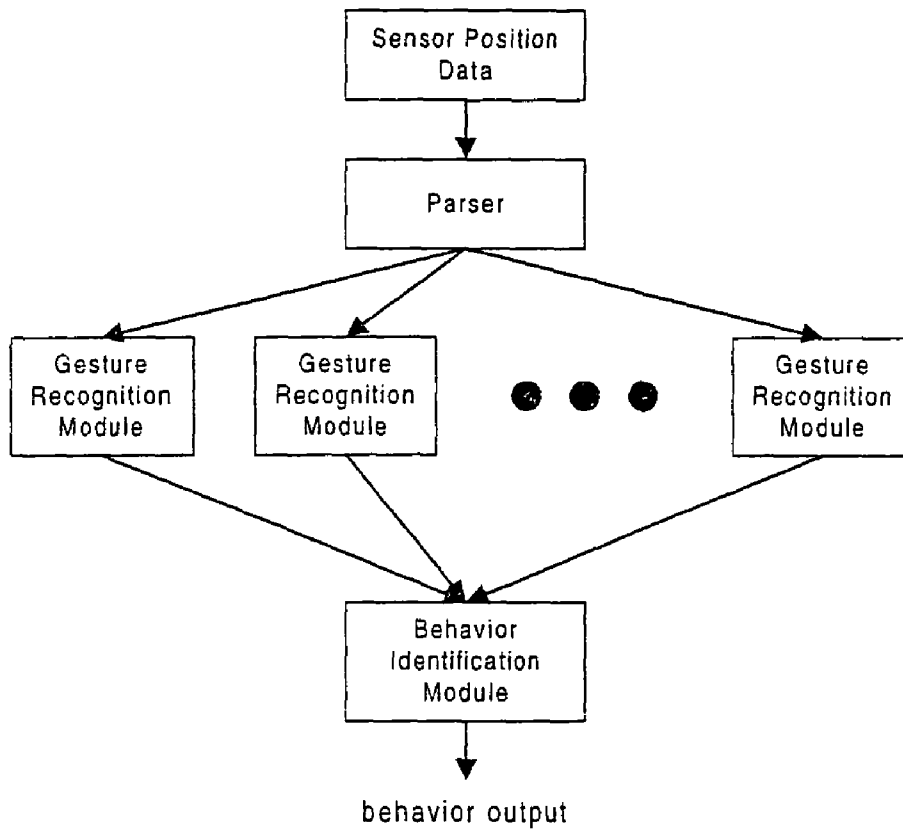 Sensor Position
Data
Parser
Gesture
Recognition
Module
Gesture
Recognition
Module
Gesture
Recognition
Module
Behavior
Identification
Module
behavior output